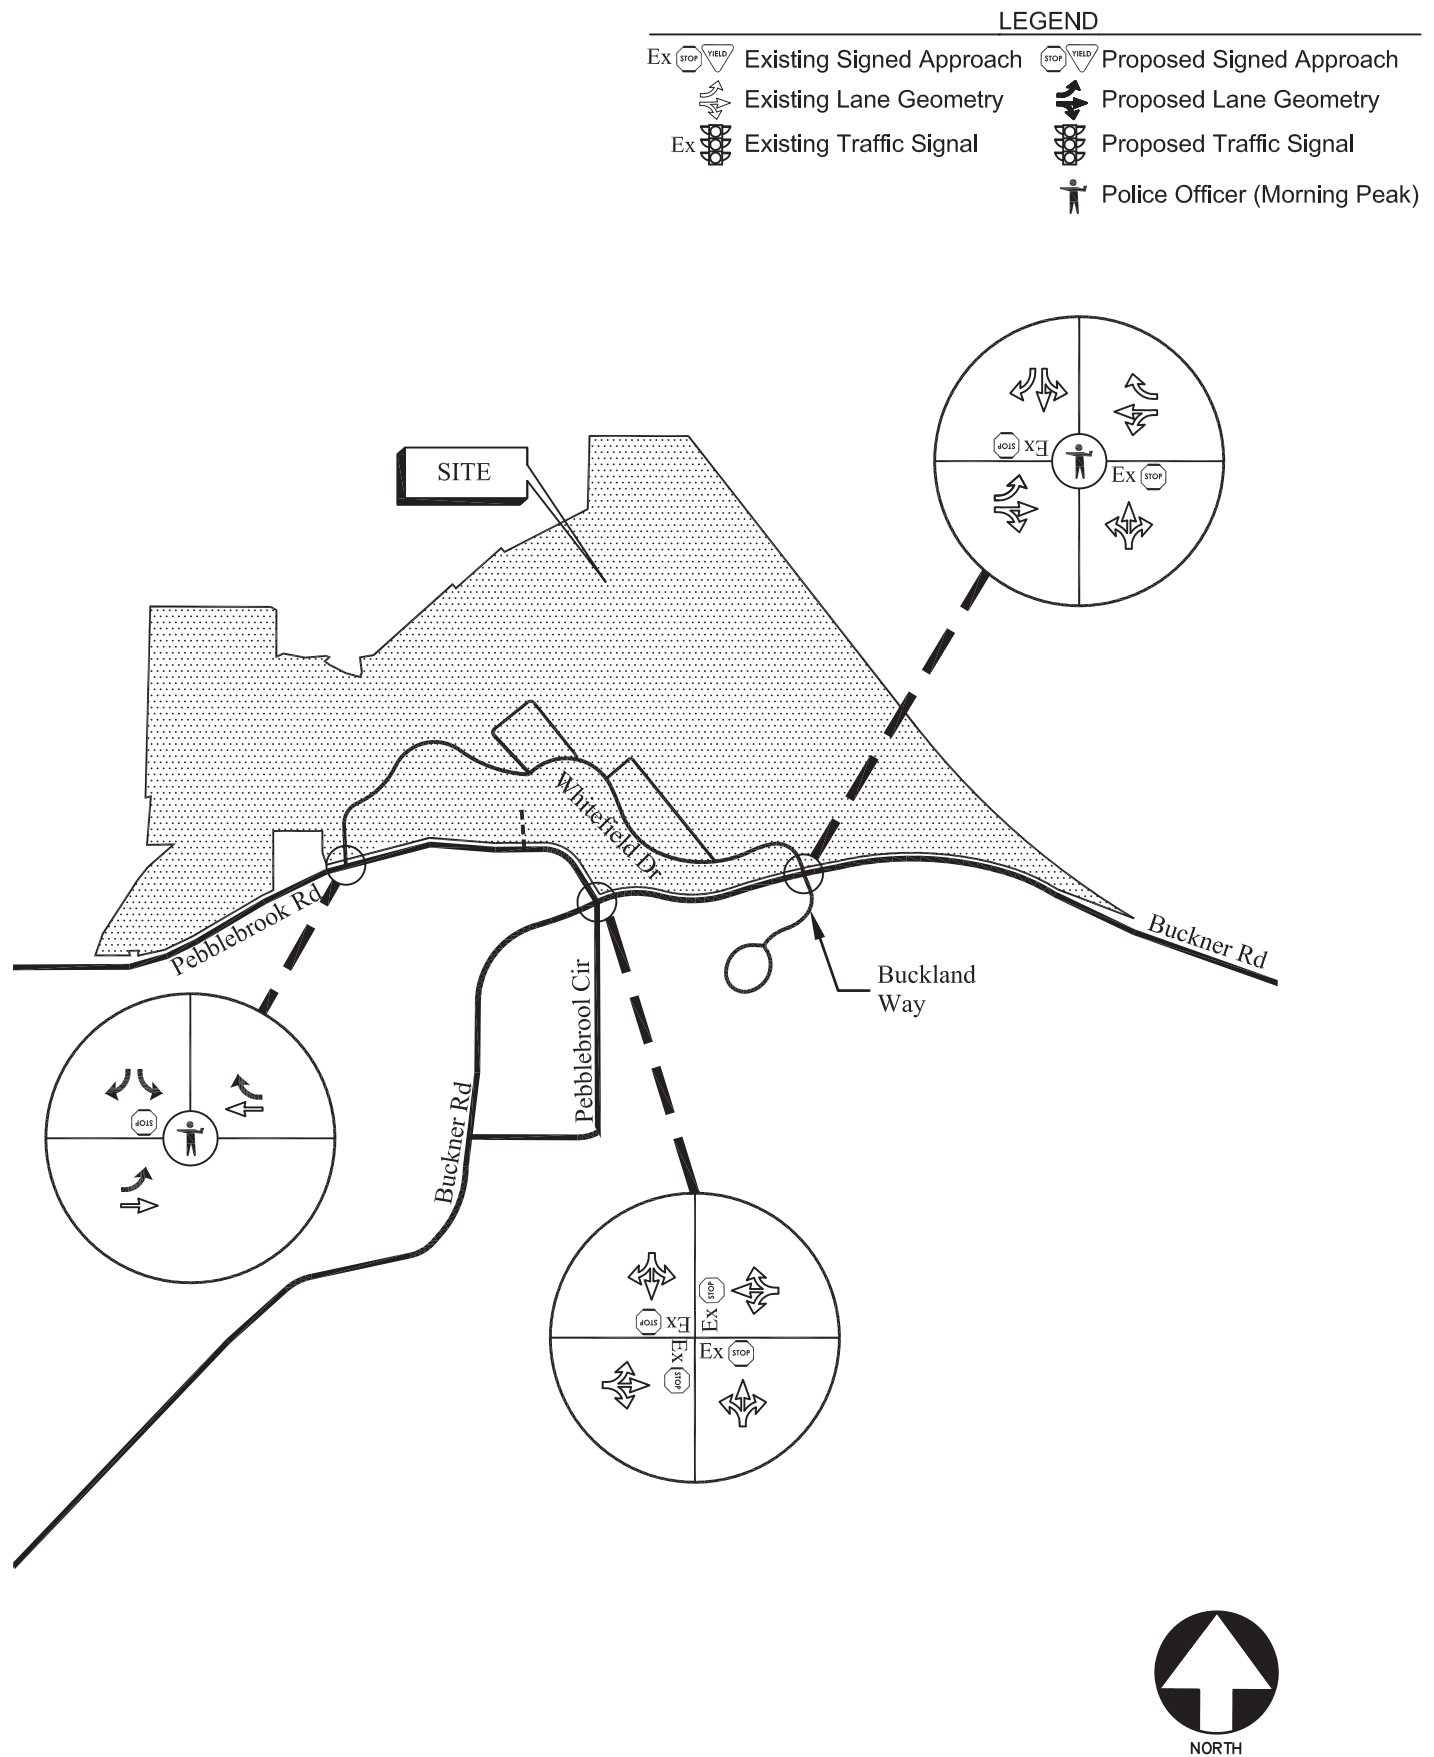 LEGEND
Ex STOP YIELD Existing Signed Approach STOP YIELD Proposed Signed Approach
Existing Lane Geometry Proposed Lane Geometry
Ex Existing Traffic Signal Proposed Traffic Signal
Police Officer (Morning Peak)
STOP Ex
Ex STOP
SITE
Whitefield Dr
Pebblebrook Rd
Buckner Rd
Buckland
Way
Pebblebrool Cir
Buckner Rd
STOP
Ex STOP
STOP Ex
Ex STOP
Ex STOP
NORTH